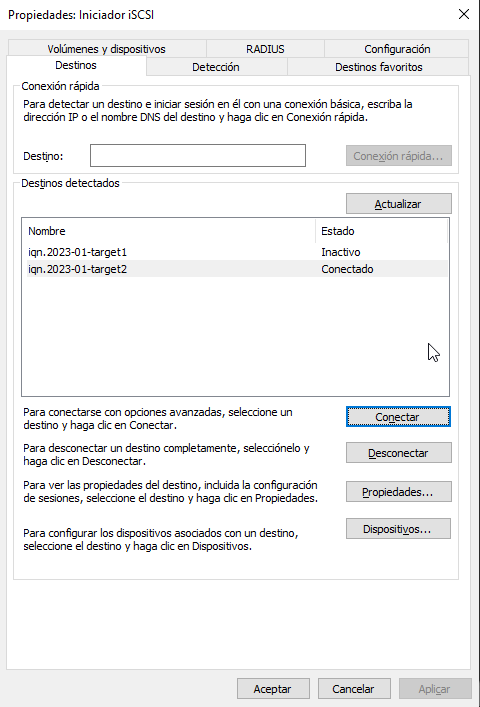 Propiedades: Iniciador iSCSI
Volúmenes y dispositivos RADIUS Configuración
Destinos Detección Destinos favoritos
Conexión rápida
Para detectar un destino e iniciar sesión en él con una conexión básica, escriba la
dirección IP o el nombre DNS del destino y haga clic en Conexión rápida.
Destino: Conexión rápida...
Destinos detectados
Actualizar
Nombre Estado
iqn.2023-01-target1 Inactivo
iqn.2023-01-target2 Conectado
Para conectarse con opciones avanzadas, seleccione un
destino y haga clic en Conectar.
Conectar
Para desconectar un destino completamente, selecciónelo y
haga clic en Desconectar.
Desconectar
Para ver las propiedades del destino, incluida la configuración
de sesiones, seleccione el destino y haga clic en Propiedades.
Propiedades...
Para configurar los dispositivos asociados con un destino,
seleccione el destino y haga clic en Dispositivos.
Dispositivos...
Aceptar Cancelar Aplicar